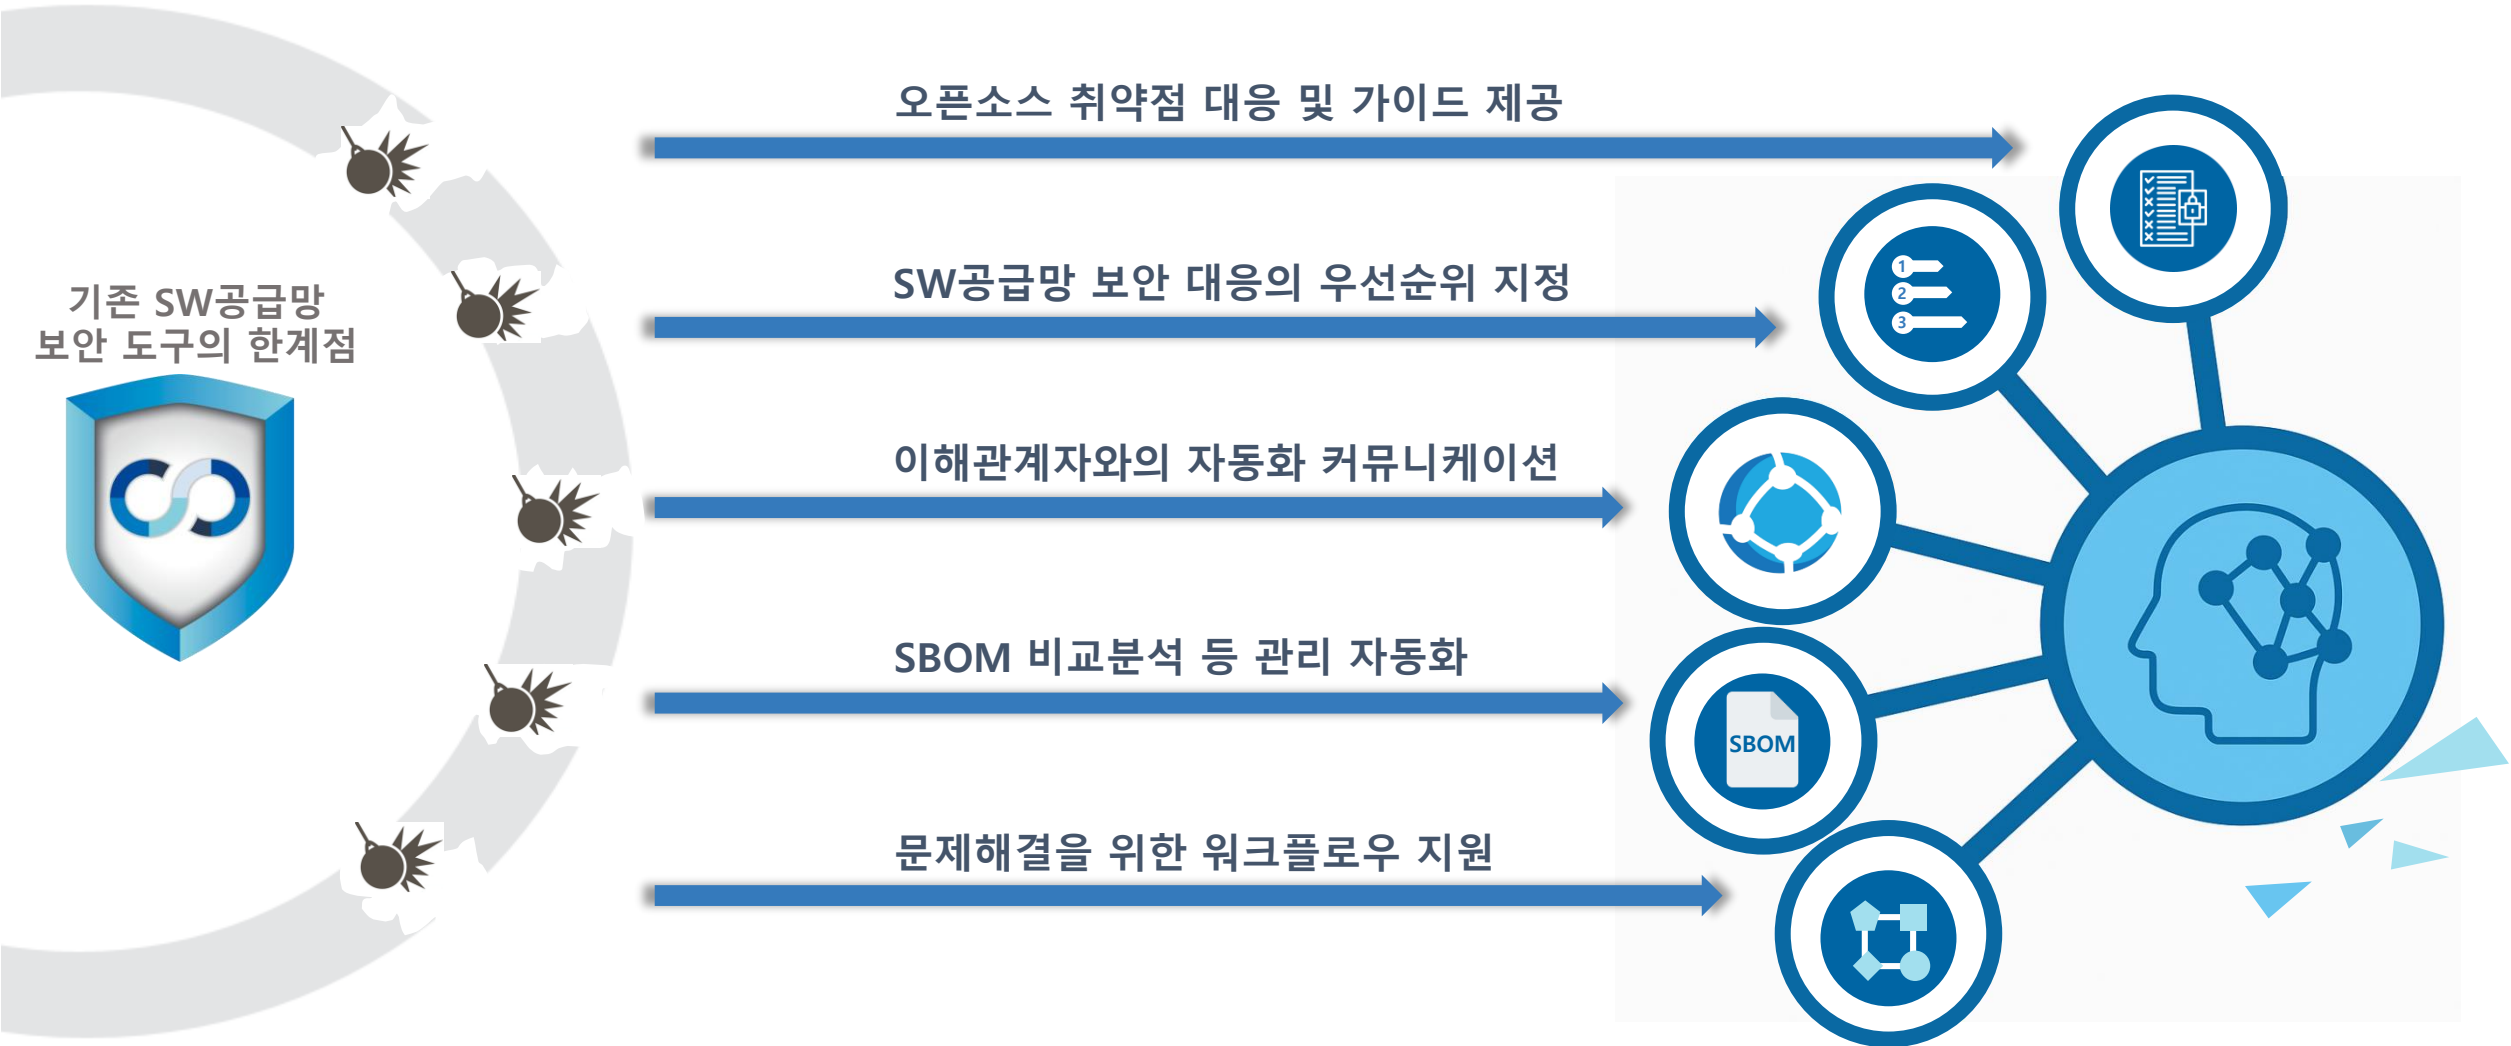 오픈소스 취약점 대응 및 가이드 제공
SW공급망 보안 대응의 우선순위 지정
기존 SW공급망
보안 도구의 한계점
이해관계자와의 자동화 커뮤니케이션
SBOM 비교분석 등 관리 자동화
문제해결을 위한 워크플로우 지원
1
2
3
SBOM